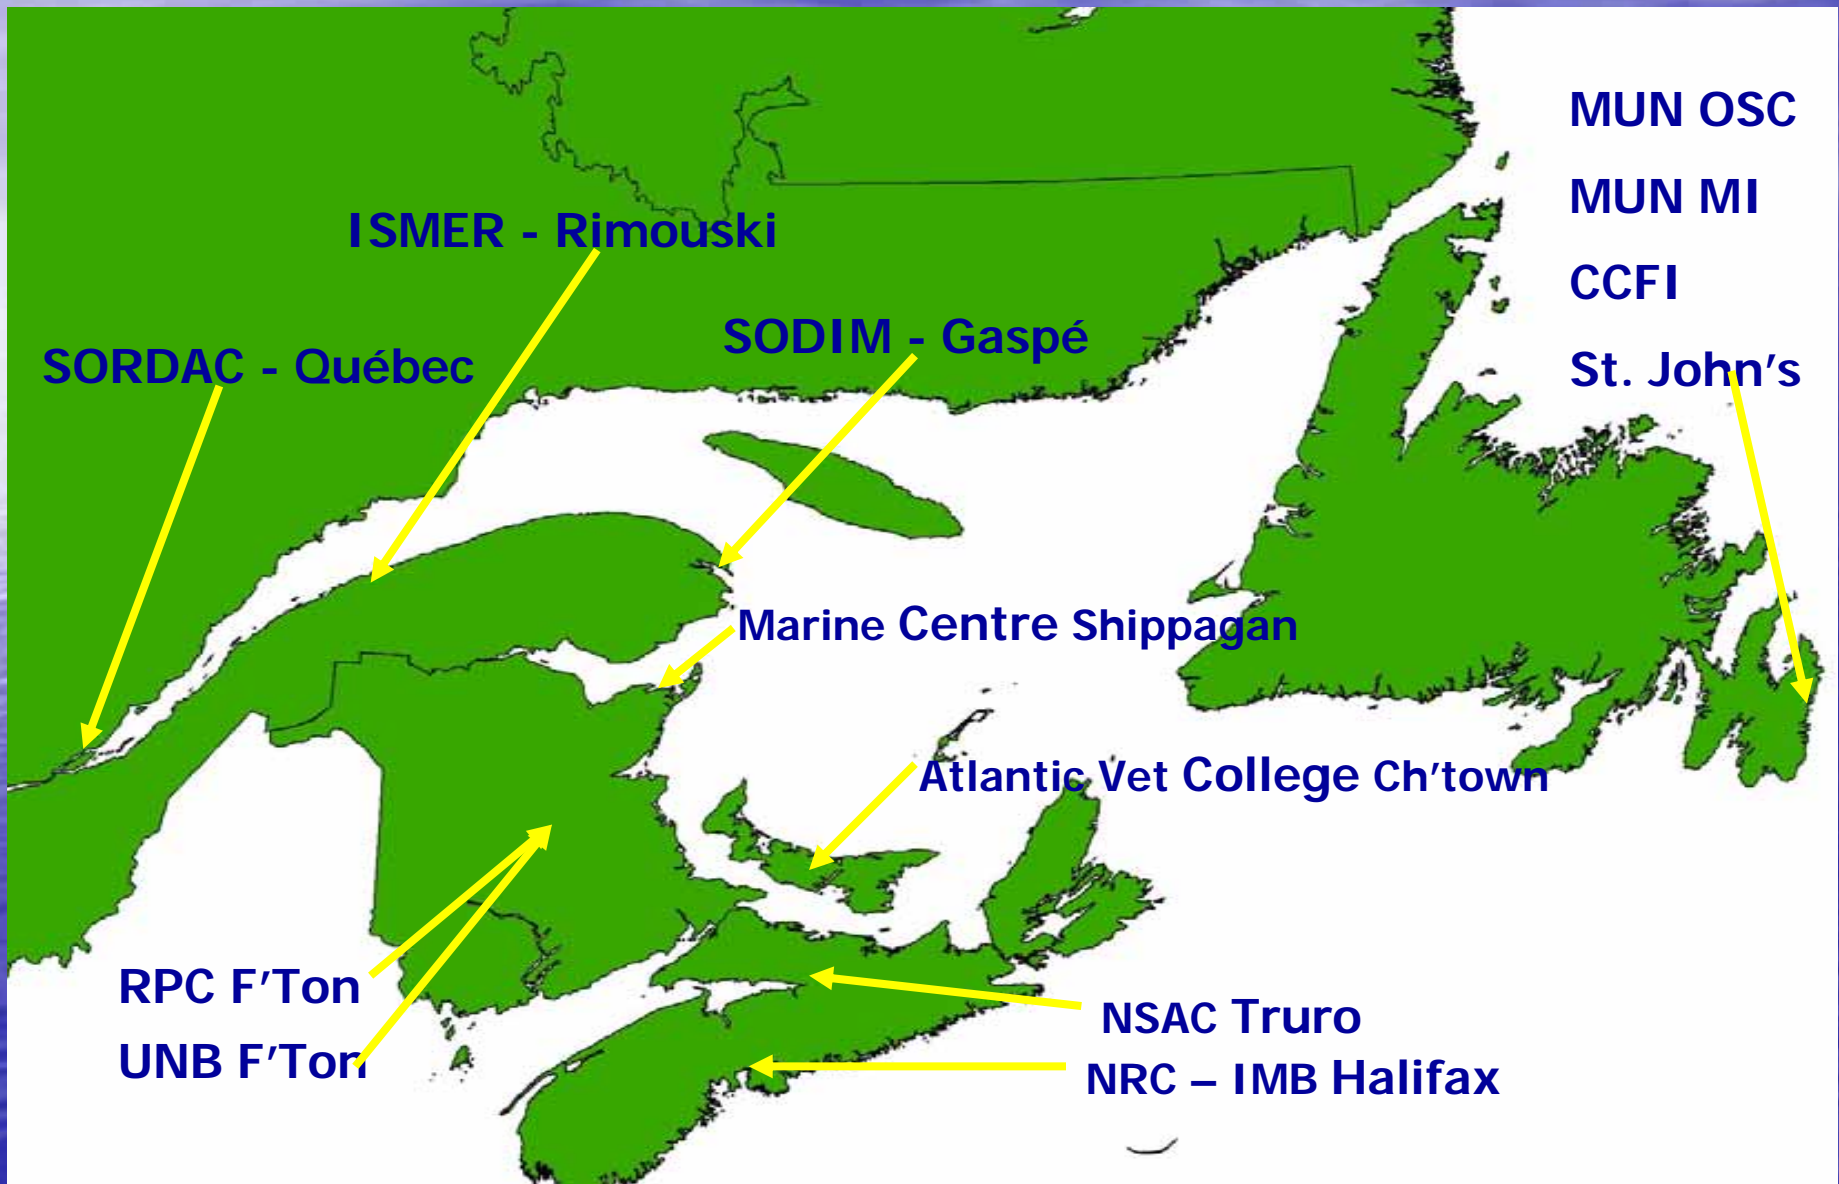 MUN OSC
MUN MI
CCFI
St. John's
ISMER - Rimouski
SODIM - Gaspé
SORDAC - Québec
Marine Centre Shippagan
Atlantic Vet College Ch'town
RPC F'Ton
UNB F'Ton
NSAC Truro
NRC – IMB Halifax